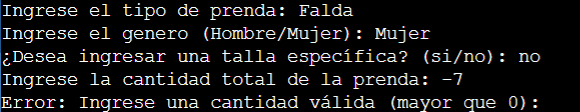 Ingrese el tipo de prenda: Falda
Ingrese el genero (Hombre/Mujer): Mujer
¿Desea ingresar una talla específica? (si/no): no
Ingrese la cantidad total de la prenda: -7
Error: Ingrese una cantidad válida (mayor que 0):